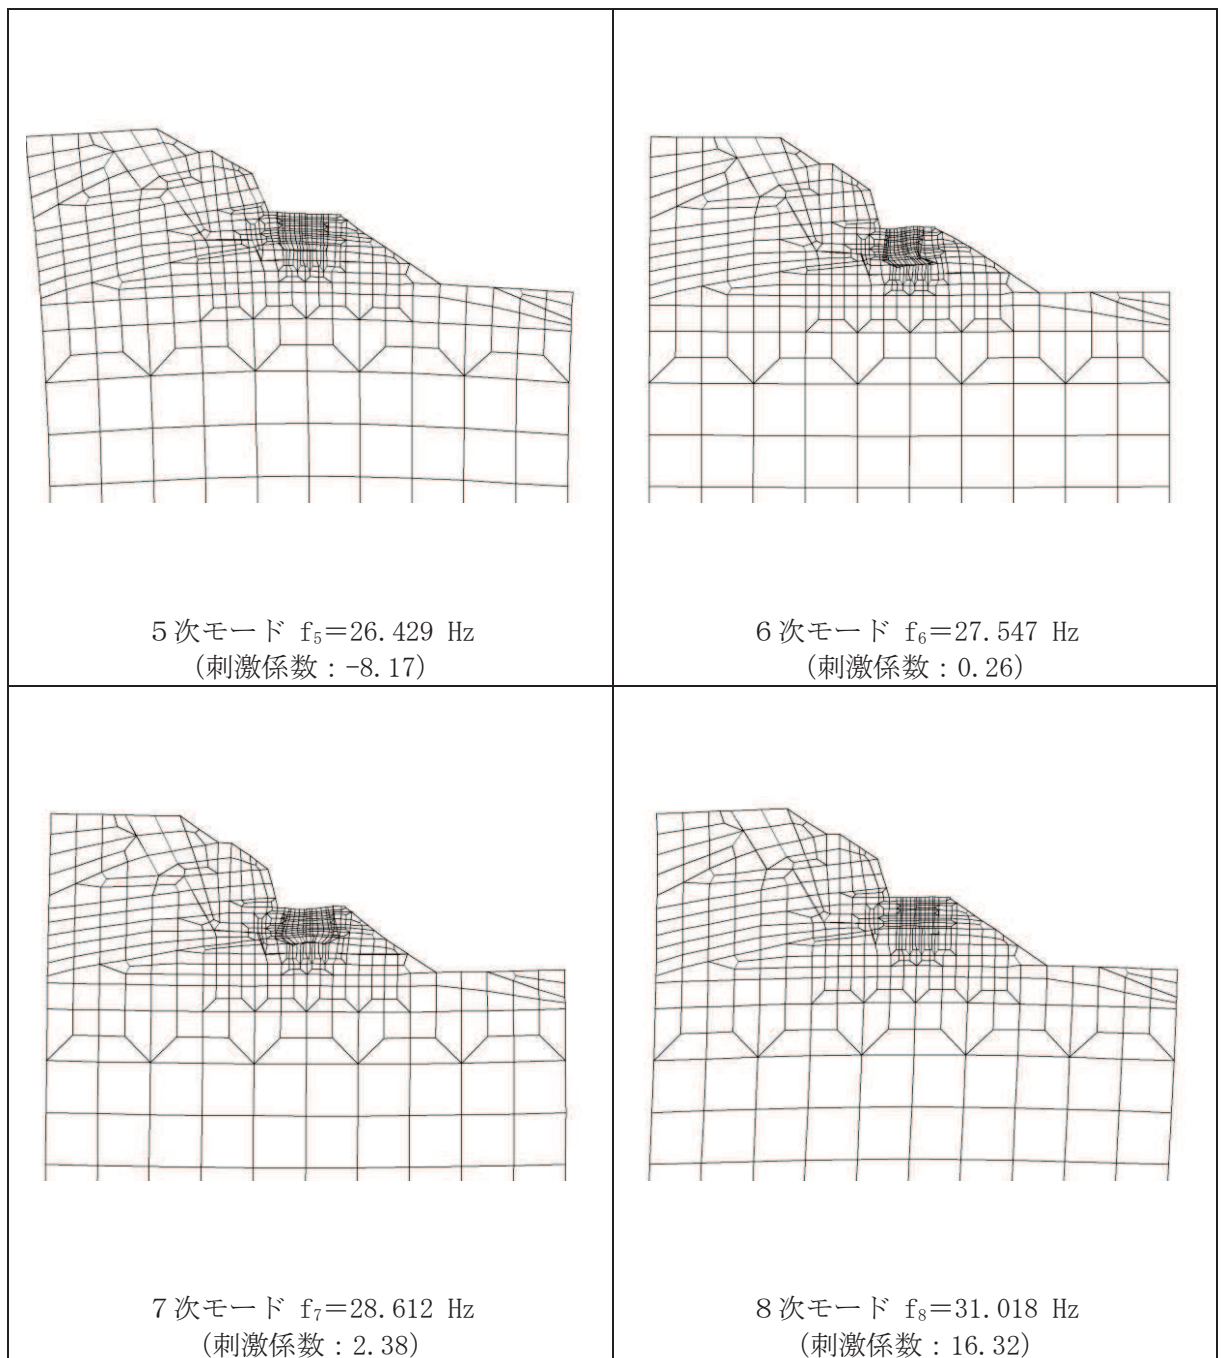 ５次モード f₅＝26.429 Hz
(刺激係数：-8.17)
６次モード f₆＝27.547 Hz
(刺激係数：0.26)
７次モード f₇＝28.612 Hz
(刺激係数：2.38)
８次モード f₈＝31.018 Hz
(刺激係数：16.32)